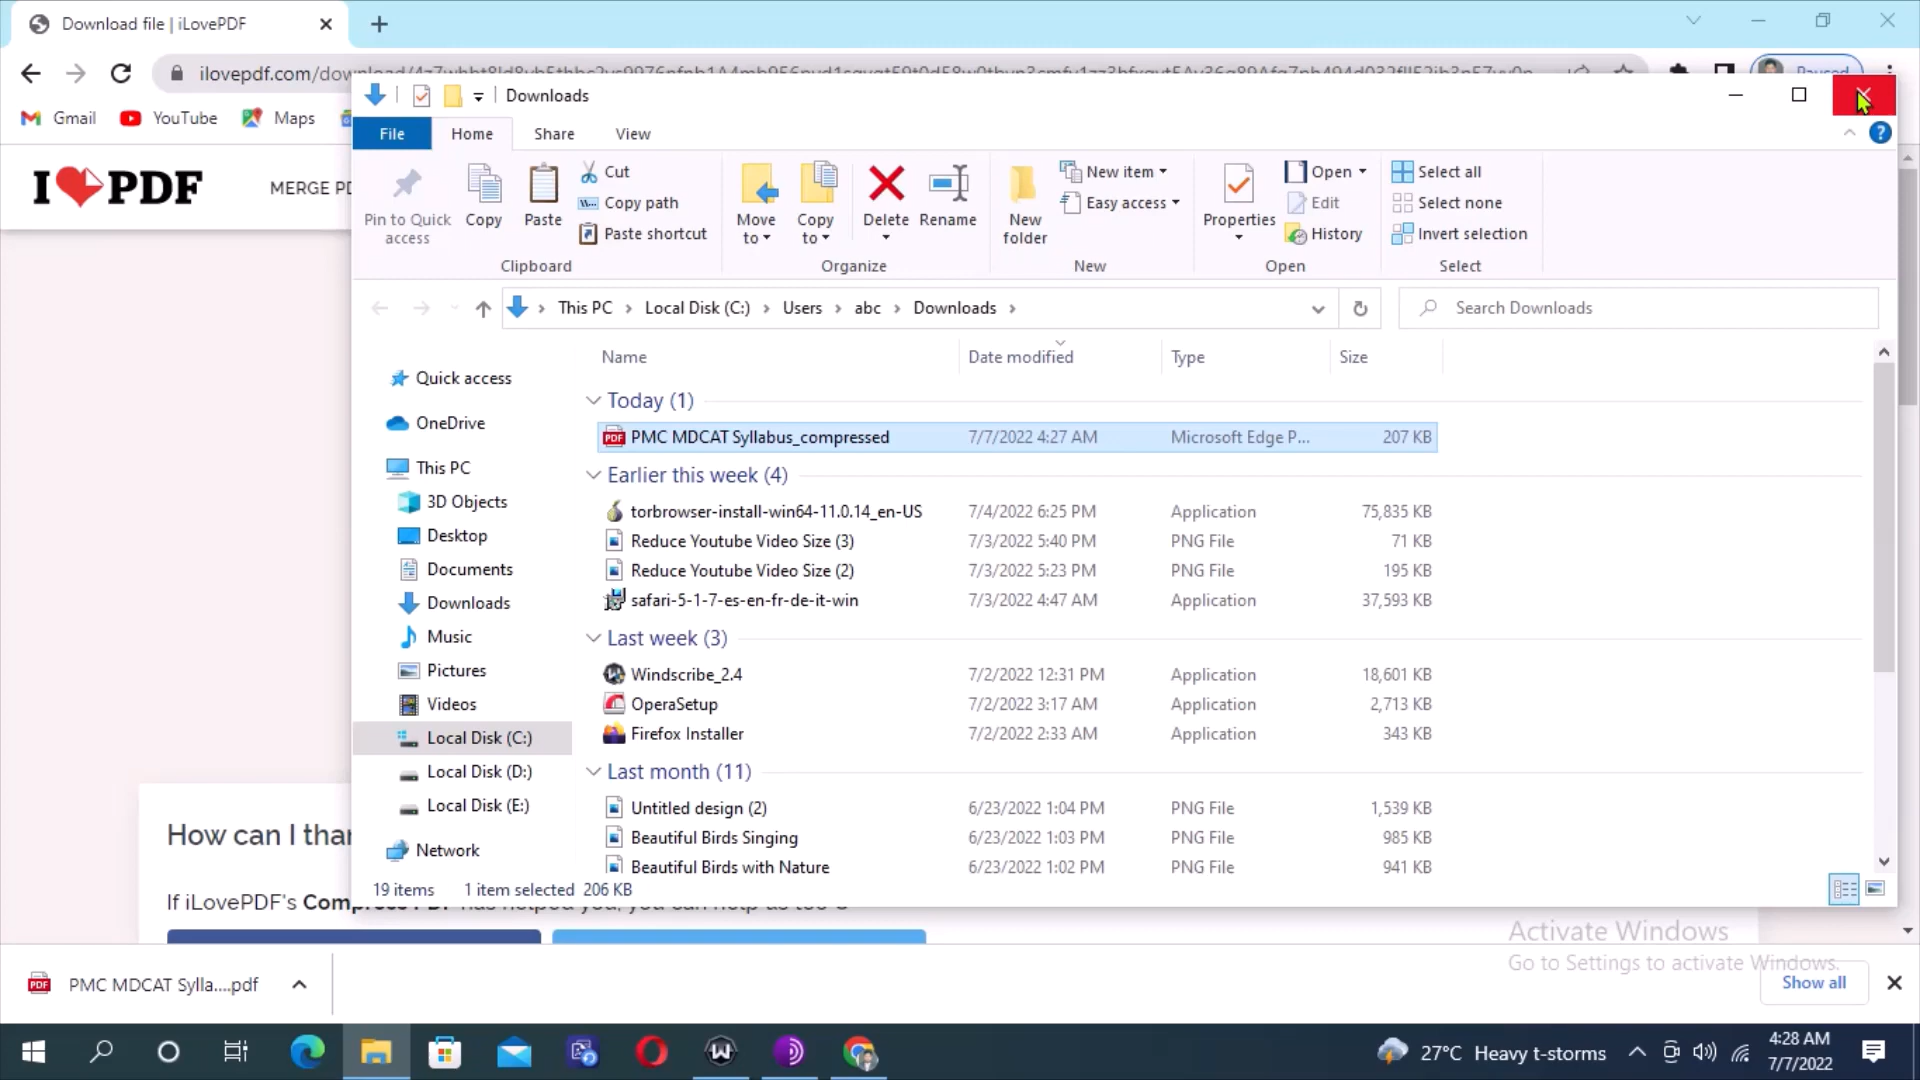 Download file | iLovePDF
Paused
Gmail
YouTube
Maps
I PDF
MERGE PD
Downloads
File
Home
Share
View
Pin to Quick access
Copy
Paste
Cut
Copy path
Paste shortcut
Clipboard
Move to
Copy to
Delete
Rename
Organize
New folder
New item
Easy access
New
Properties
Open
Edit
History
Open
Select all
Select none
Invert selection
Select
This PC > Local Disk (C:) > Users > abc > Downloads >
Search Downloads
Name
Date modified
Type
Size
Quick access
OneDrive
This PC
3D Objects
Desktop
Documents
Downloads
Music
Pictures
Videos
Local Disk (C:)
Local Disk (D:)
Local Disk (E:)
Network
Today (1)
PMC MDCAT Syllabus_compressed 7/7/2022 4:27 AM Microsoft Edge P... 207 KB
Earlier this week (4)
torbrowser-install-win64-11.0.14_en-US 7/4/2022 6:25 PM Application 75,835 KB
Reduce Youtube Video Size (3) 7/3/2022 5:40 PM PNG File 71 KB
Reduce Youtube Video Size (2) 7/3/2022 5:23 PM PNG File 195 KB
safari-5-1-7-es-en-fr-de-it-win 7/3/2022 4:47 AM Application 37,593 KB
Last week (3)
Windscribe_2.4 7/2/2022 12:31 PM Application 18,601 KB
OperaSetup 7/2/2022 3:17 AM Application 2,713 KB
Firefox Installer 7/2/2022 2:33 AM Application 343 KB
Last month (11)
Untitled design (2) 6/23/2022 1:04 PM PNG File 1,539 KB
Beautiful Birds Singing 6/23/2022 1:03 PM PNG File 985 KB
Beautiful Birds with Nature 6/23/2022 1:02 PM PNG File 941 KB
19 items 1 item selected 206 KB
How can I than
If iLovePDF's
Activate Windows
Go to Settings to activate Windows.
PMC MDCAT Sylla....pdf
Show all
27°C Heavy t-storms
4:28 AM
7/7/2022